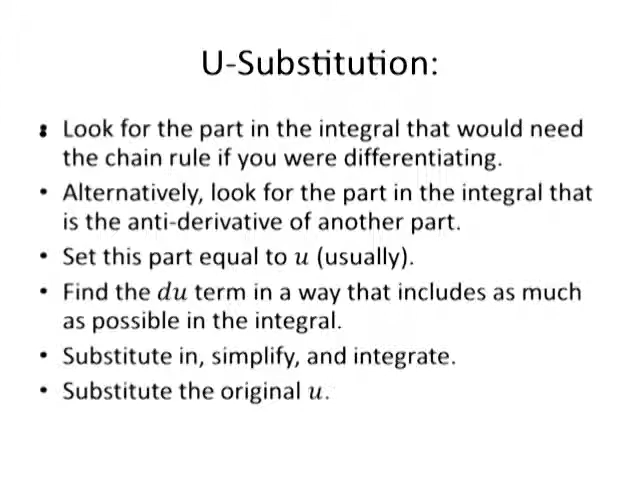 U-Substitution:
• Look for the part in the integral that would need
the chain rule if you were differentiating.
• Alternatively, look for the part in the integral that
is the anti-derivative of another part.
• Set this part equal to u (usually).
• Find the du term in a way that includes as much
as possible in the integral.
• Substitute in, simplify, and integrate.
• Substitute the original u.